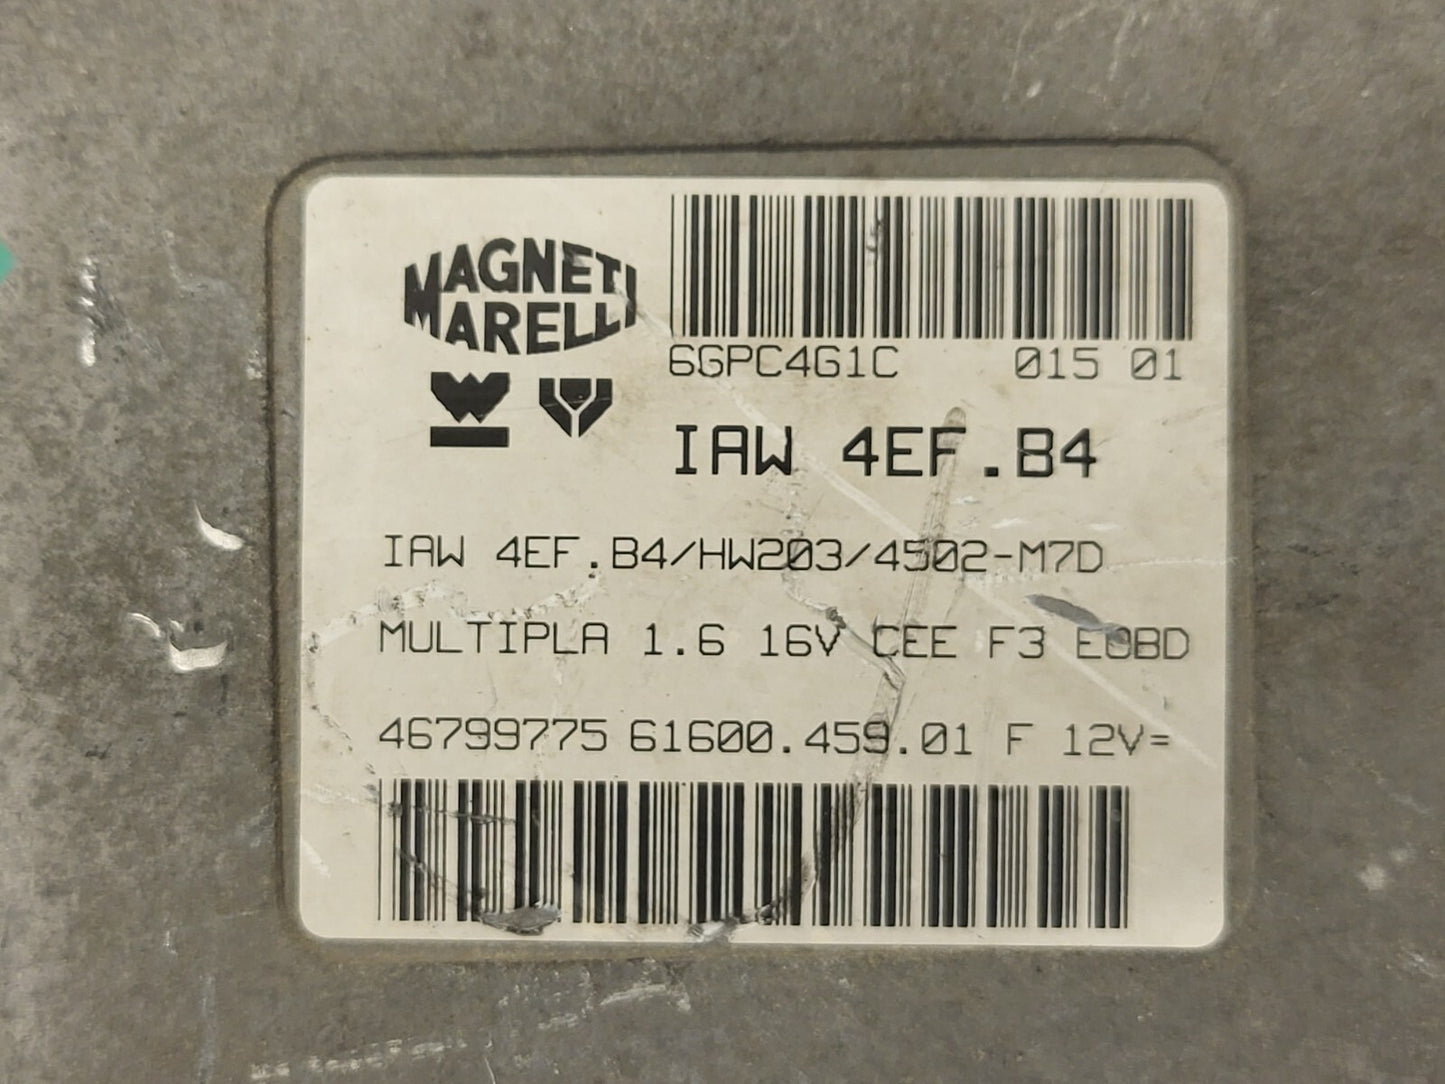 MAGNETI
MARELLI
6GPC4G1C 015 01
IAW 4EF.B4
IAW 4EF.B4/HW203/4502-M7D
MULTIPLA 1.6 16V CEE F3 EOBD
46799775 61600.459.01 F 12V=